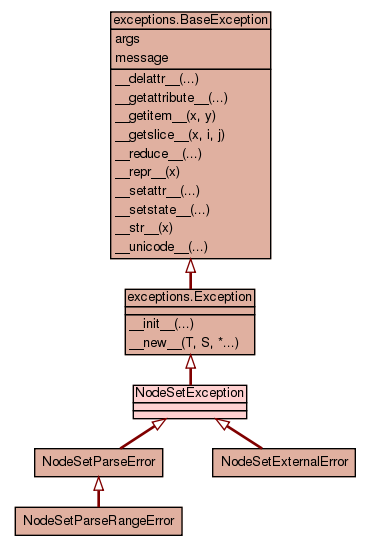 exceptions.BaseException
args
message
__delattr__(...)
__getattribute__(...)
__getitem__(x, y)
__getslice__(x, i, j)
__reduce__(...)
__repr__(x)
__setattr__(...)
__setstate__(...)
__str__(x)
__unicode__(...)
exceptions.Exception
__init__(...)
__new__(T, S, *...)
NodeSetException
NodeSetParseError
NodeSetExternalError
NodeSetParseRangeError